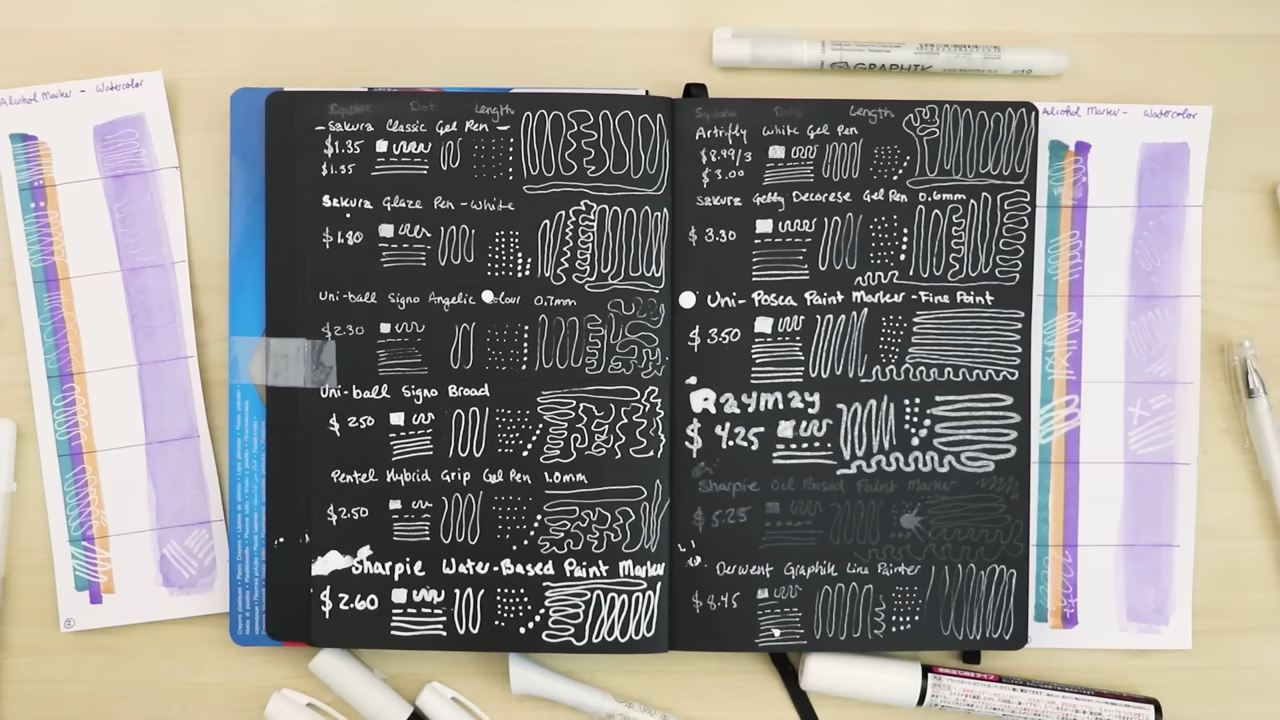 Alcohol Marker - Watercolor
Square Dot Length
- Sakura Classic Gel Pen -
$1.35
$1.35
Sakura Glaze Pen - White
$1.80
Uni-ball Signo Angelic Colour 0.7mm
$2.30
Uni-ball Signo Broad
$2.50
Pentel Hybrid Grip Gel Pen 1.0mm
$2.50
Sharpie Water-Based Paint Marker
$2.60
GRAPHIK
Square Dots Length
Artifly White Gel Pen
$8.99/3
$3.00
Sakura Gelly Decorese Gel Pen 0.6mm
$3.30
Uni-Posca Paint Marker - Fine Point
$3.50
Raymay
$4.25
Sharpie Oil Based Paint Marker
$5.25
Derwent Graphik Line Painter
$8.45
Alcohol Marker - Watercolor